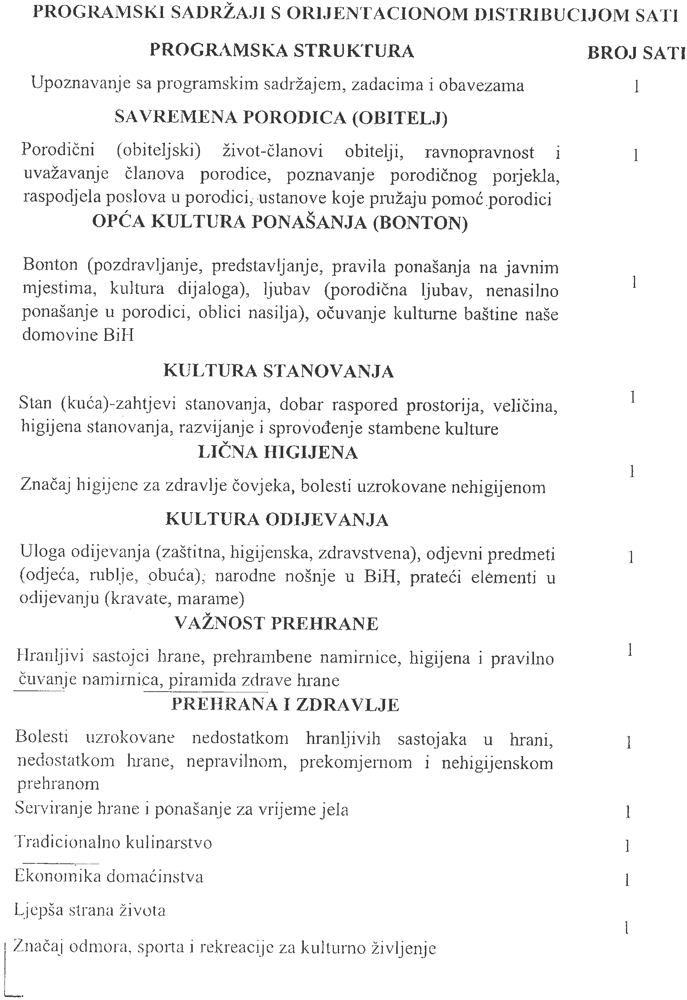 PROGRAMSKI SADRŽAJI S ORIJENTACIONOM DISTRIBUCIJOM SATI
PROGRAMSKA STRUKTURA BROJ SATI
Upoznavanje sa programskim sadržajem, zadacima i obavezama 1
SAVREMENA PORODICA (OBITELJ)
Porodični (obiteljski) život-članovi obitelji, ravnopravnost i 1
uvažavanje članova porodice, poznavanje porodičnog porjekla,
raspodjela poslova u porodici, ustanove koje pružaju pomoć porodici
OPĆA KULTURA PONAŠANJA (BONTON)
Bonton (pozdravljanje, predstavljanje, pravila ponašanja na javnim
mjestima, kultura dijaloga), ljubav (porodična ljubav, nenasilno 1
ponašanje u porodici, oblici nasilja), očuvanje kulturne baštine naše
domovine BiH
KULTURA STANOVANJA
Stan (kuća)-zahtjevi stanovanja, dobar raspored prostorija, veličina, 1
higijena stanovanja, razvijanje i sprovođenje stambene kulture
LIČNA HIGIJENA
Značaj higijene za zdravlje čovjeka, bolesti uzrokovane nehigijenom 1
KULTURA ODIJEVANJA
Uloga odijevanja (zaštitna, higijenska, zdravstvena), odjevni predmeti 1
(odjeća, rublje, obuća), narodne nošnje u BiH, prateći elementi u
odijevanju (kravate, marame)
VAŽNOST PREHRANE
Hranljivi sastojci hrane, prehrambene namirnice, higijena i pravilno 1
čuvanje namirnica, piramida zdrave hrane
PREHRANA I ZDRAVLJE
Bolesti uzrokovane nedostatkom hranljivih sastojaka u hrani, 1
nedostatkom hrane, nepravilnom, prekomjernom i nehigijenskom
prehranom
Serviranje hrane i ponašanje za vrijeme jela 1
Tradicionalno kulinarstvo 1
Ekonomika domaćinstva 1
Ljepša strana života
1
Značaj odmora, sporta i rekreacije za kulturno življenje